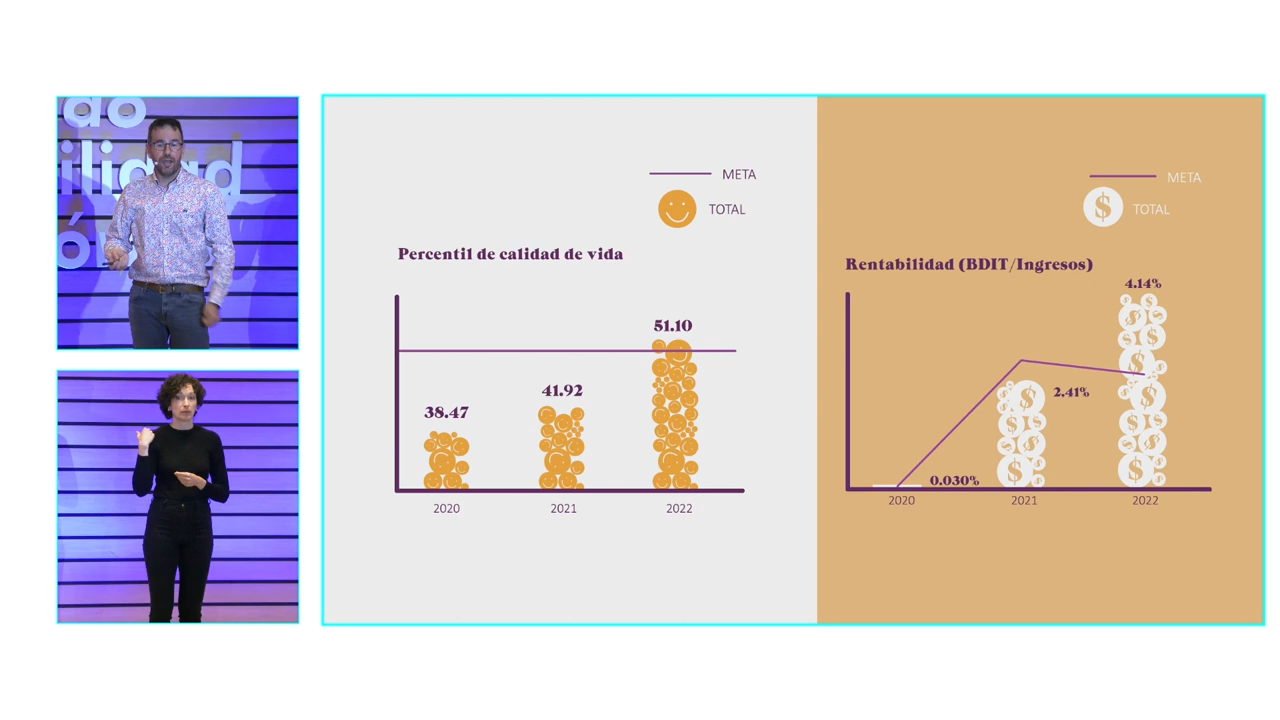 META
TOTAL
Percentil de calidad de vida
38.47
41.92
51.10
2020
2021
2022
META
$ TOTAL
Rentabilidad (BDIT/Ingresos)
4.14%
2,41%
0.030%
2020
2021
2022